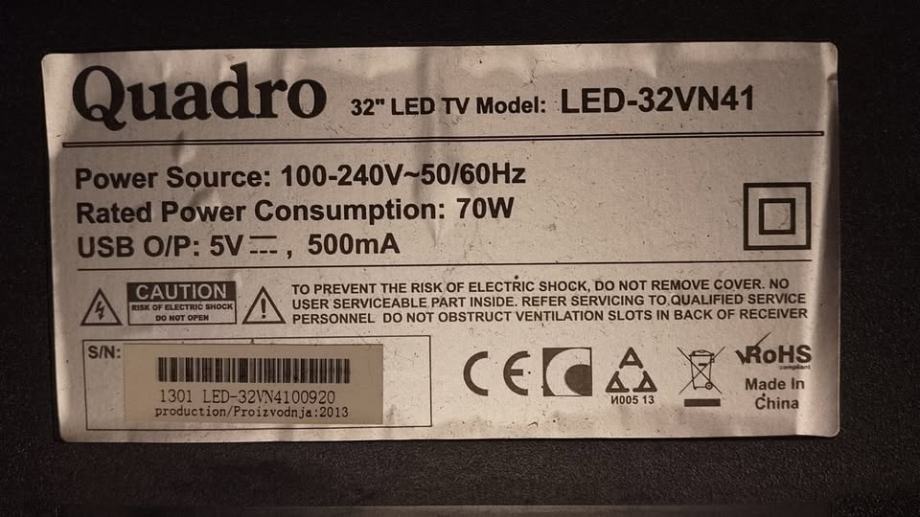 Quadro 32" LED TV Model: LED-32VN41
Power Source: 100-240V~50/60Hz
Rated Power Consumption: 70W
USB O/P: 5V ⎓ , 500mA
CAUTION
RISK OF ELECTRIC SHOCK
DO NOT OPEN
TO PREVENT THE RISK OF ELECTRIC SHOCK, DO NOT REMOVE COVER. NO
USER SERVICEABLE PART INSIDE. REFER SERVICING TO QUALIFIED SERVICE
PERSONNEL DO NOT OBSTRUCT VENTILATION SLOTS IN BACK OF RECEIVER
S/N:
1301 LED-32VN4100920
production/Proizvodnja:2013
CE
AAA
И005 13
RoHS
compliant
Made In
China